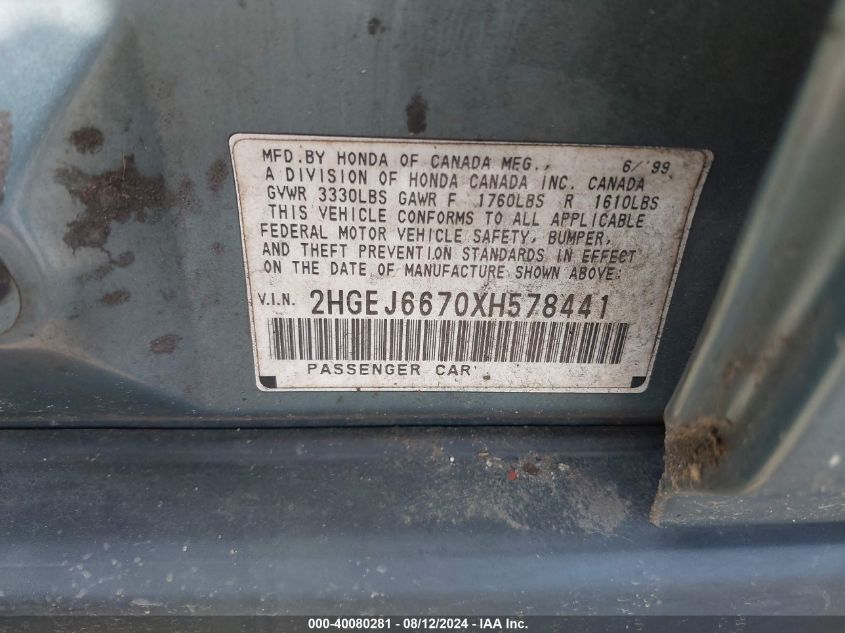 MFD.BY HONDA OF CANADA MFG., 6/'99
A DIVISION OF HONDA CANADA INC. CANADA
GVWR 3330LBS GAWR F 1760LBS R 1610LBS
THIS VEHICLE CONFORMS TO ALL APPLICABLE
FEDERAL MOTOR VEHICLE SAFETY, BUMPER,
AND THEFT PREVENTION STANDARDS IN EFFECT
ON THE DATE OF MANUFACTURE SHOWN ABOVE:
V.I.N. 2HGEJ6670XH578441
PASSENGER CAR
000-40080281 - 08/12/2024 - IAAI.com